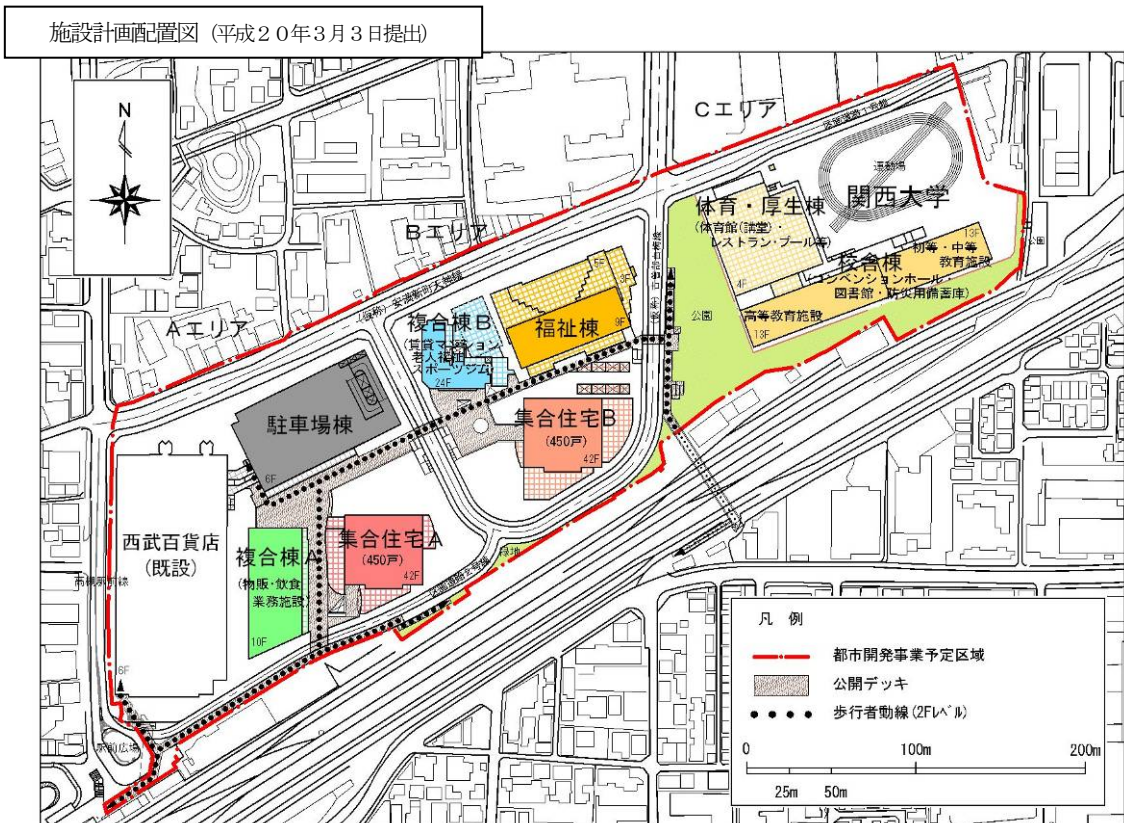 施設計画配置図 (平成20年3月3日提出)
N
Cエリア
Bエリア
Aエリア
運動場
関西大学
体育・厚生棟
(体育館(講堂)・
レストラン・プール等)
4F
13F
初等・中等
教育施設
校舎棟
(コンベンションホール・
図書館・防災用備蓄庫)
高等教育施設
13F
公園
公園
5F
3F
福祉棟
9F
複合棟B
(賃貸マンション
老人福祉
スポーツジム)
24F
駐車場棟
6F
集合住宅B
(450戸)
42F
西武百貨店
(既設)
6F
高槻駅前線
複合棟A
(物販・飲食
業務施設)
10F
集合住宅A
(450戸)
42F
緑地
駅前広場
凡 例
都市開発事業予定区域
公開デッキ
歩行者動線(2Fレベル)
0 100m 200m
25m 50m